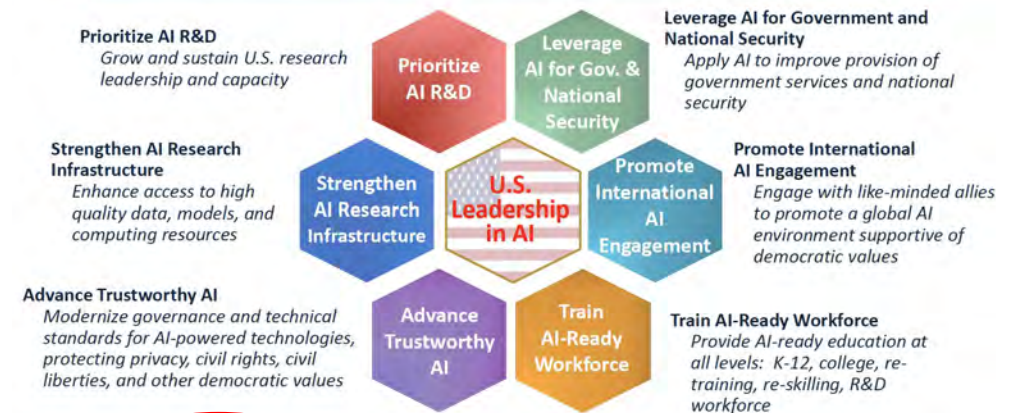 Prioritize AI R&D
Grow and sustain U.S. research
leadership and capacity
Prioritize
AI R&D
Leverage
AI for Gov. &
National
Security
Leverage AI for Government and
National Security
Apply AI to improve provision of
government services and national
security
Strengthen AI Research
Infrastructure
Enhance access to high
quality data, models, and
computing resources
Strengthen
AI Research
Infrastructure
U.S.
Leadership
in AI
Promote
International
AI
Engagement
Promote International
AI Engagement
Engage with like-minded allies
to promote a global AI
environment supportive of
democratic values
Advance Trustworthy AI
Modernize governance and technical
standards for AI-powered technologies,
protecting privacy, civil rights, civil
liberties, and other democratic values
Advance
Trustworthy
AI
Train
AI-Ready
Workforce
Train AI-Ready Workforce
Provide AI-ready education at
all levels: K-12, college, re-
training, re-skilling, R&D
workforce